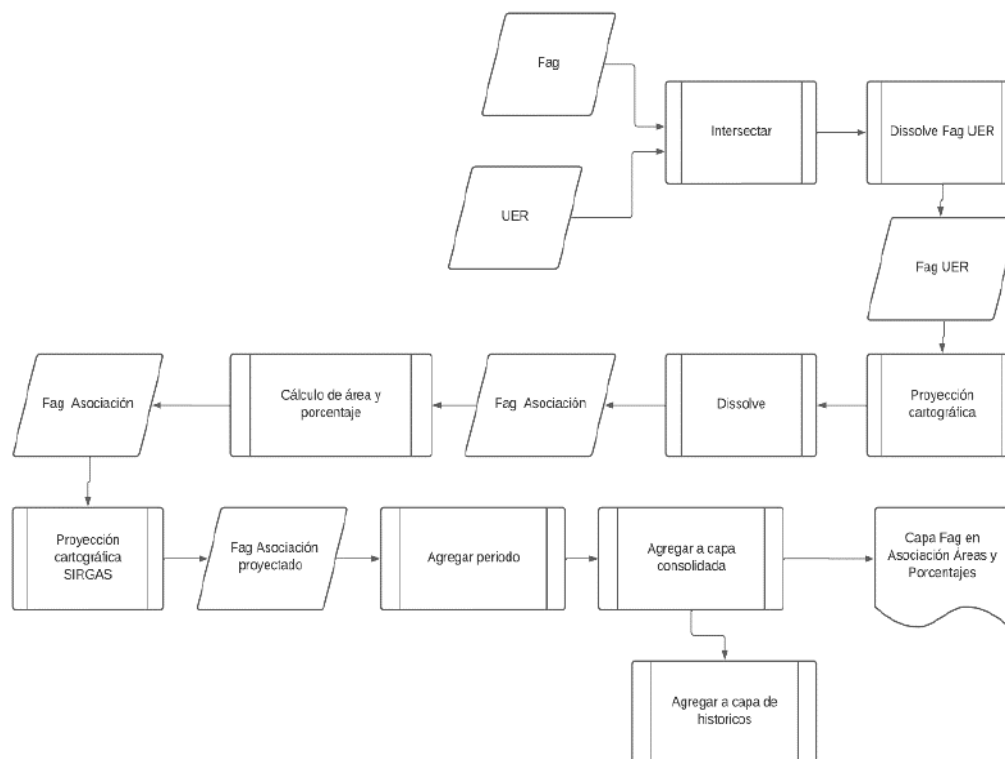 Fag
Intersectar
Dissolve Fag UER
UER
Fag UER
Fag Asociación
Cálculo de área y
porcentaje
Fag Asociación
Dissolve
Proyección
cartográfica
Proyección
cartográfica
SIRGAS
Fag Asociación
proyectado
Agregar periodo
Agregar a capa
consolidada
Capa Fag en
Asociación Áreas y
Porcentajes
Agregar a capa de
historicos